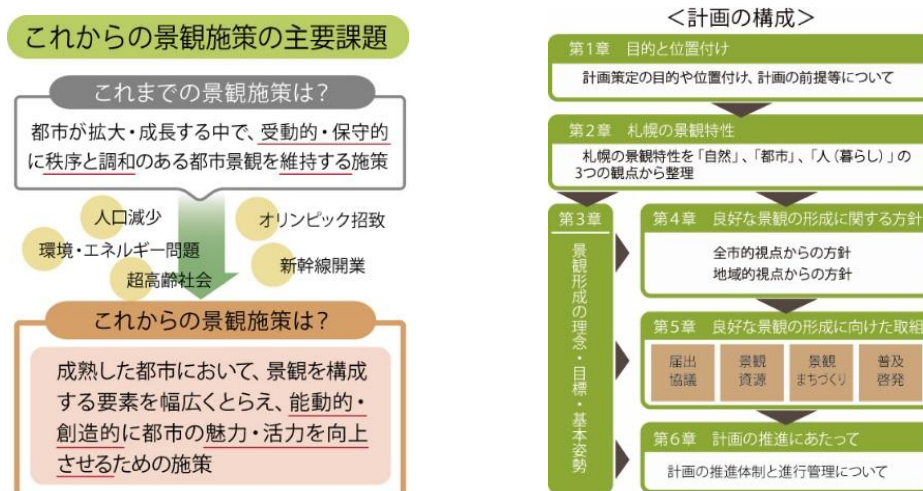 これからの景観施策の主要課題
これまでの景観施策は？
都市が拡大・成長する中で、受動的・保守的
に秩序と調和のある都市景観を維持する施策
人口減少
オリンピック招致
環境・エネルギー問題
新幹線開業
超高齢社会
これからの景観施策は？
成熟した都市において、景観を構成
する要素を幅広くとらえ、能動的・
創造的に都市の魅力・活力を向上
させるための施策
＜計画の構成＞
第1章 目的と位置付け
計画策定の目的や位置付け、計画の前提等について
第2章 札幌の景観特性
札幌の景観特性を「自然」、「都市」、「人（暮らし）」の
3つの観点から整理
第3章
景観形成の理念・目標・基本姿勢
第4章 良好な景観の形成に関する方針
全市的視点からの方針
地域的視点からの方針
第5章 良好な景観の形成に向けた取組
届出
協議
景観
資源
景観
まちづくり
普及
啓発
第6章 計画の推進にあたって
計画の推進体制と進行管理について